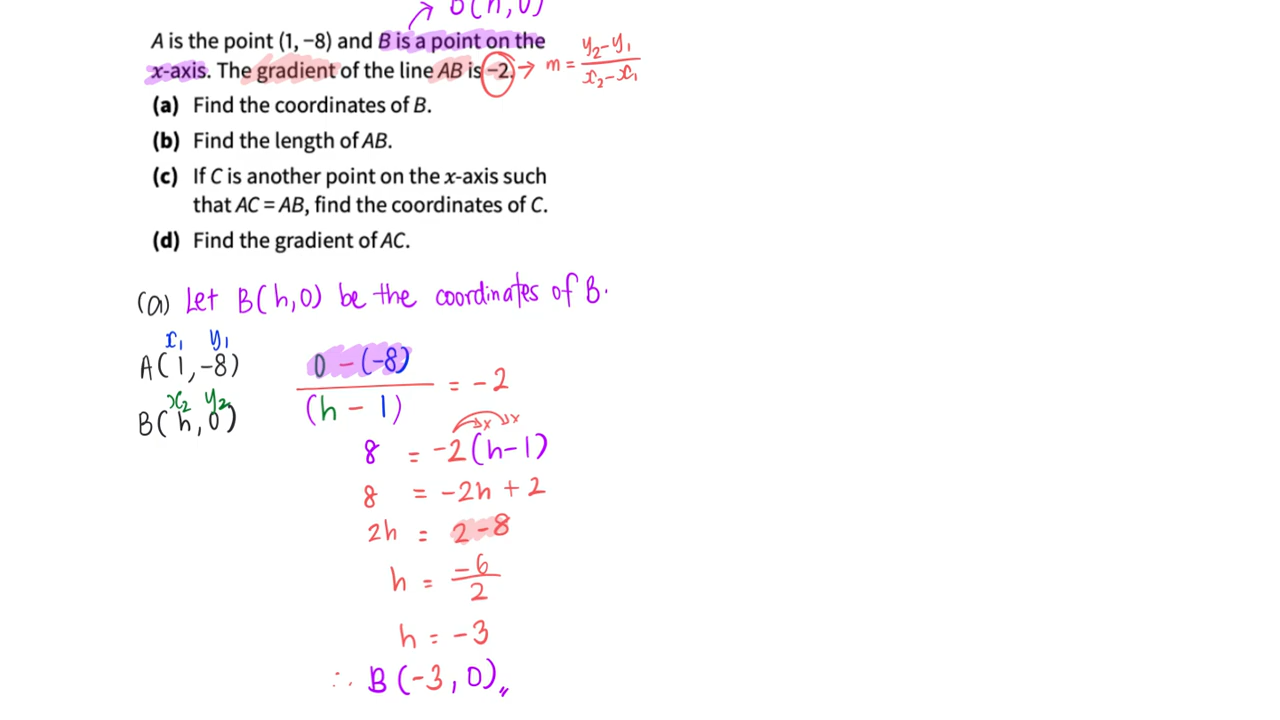 B(h,0)
A is the point (1, −8) and B is a point on the
x-axis. The gradient of the line AB is −2. → m = y₂−y₁ / x₂−x₁
(a) Find the coordinates of B.
(b) Find the length of AB.
(c) If C is another point on the x-axis such
that AC = AB, find the coordinates of C.
(d) Find the gradient of AC.
(a) Let B(h,0) be the coordinates of B.
x₁ y₁
A(1,−8)
x₂ y₂
B(h,0)
0 − (−8) / (h − 1) = −2
8 = −2(h−1)
8 = −2h + 2
2h = 2−8
h = −6/2
h = −3
∴ B(−3,0)〃